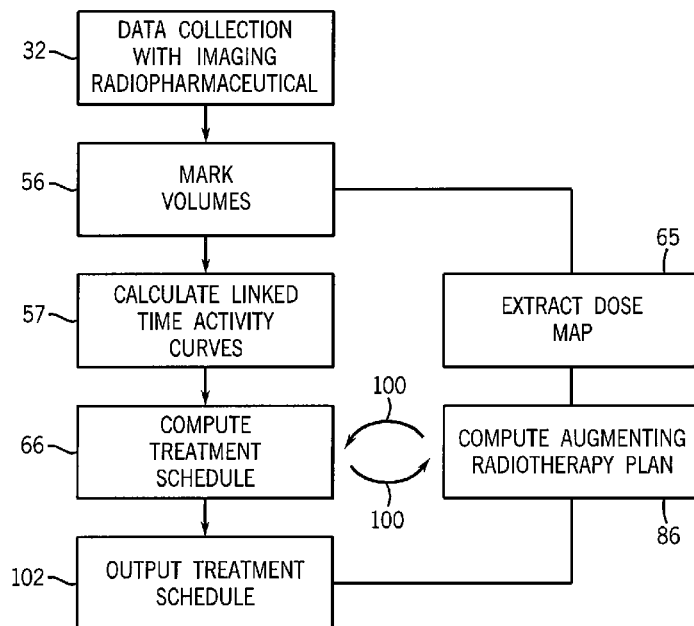 32
DATA COLLECTION
WITH IMAGING
RADIOPHARMACEUTICAL
56
MARK
VOLUMES
65
EXTRACT DOSE
MAP
57
CALCULATE LINKED
TIME ACTIVITY
CURVES
66
COMPUTE
TREATMENT
SCHEDULE
100
100
COMPUTE AUGMENTING
RADIOTHERAPY PLAN
86
102
OUTPUT TREATMENT
SCHEDULE